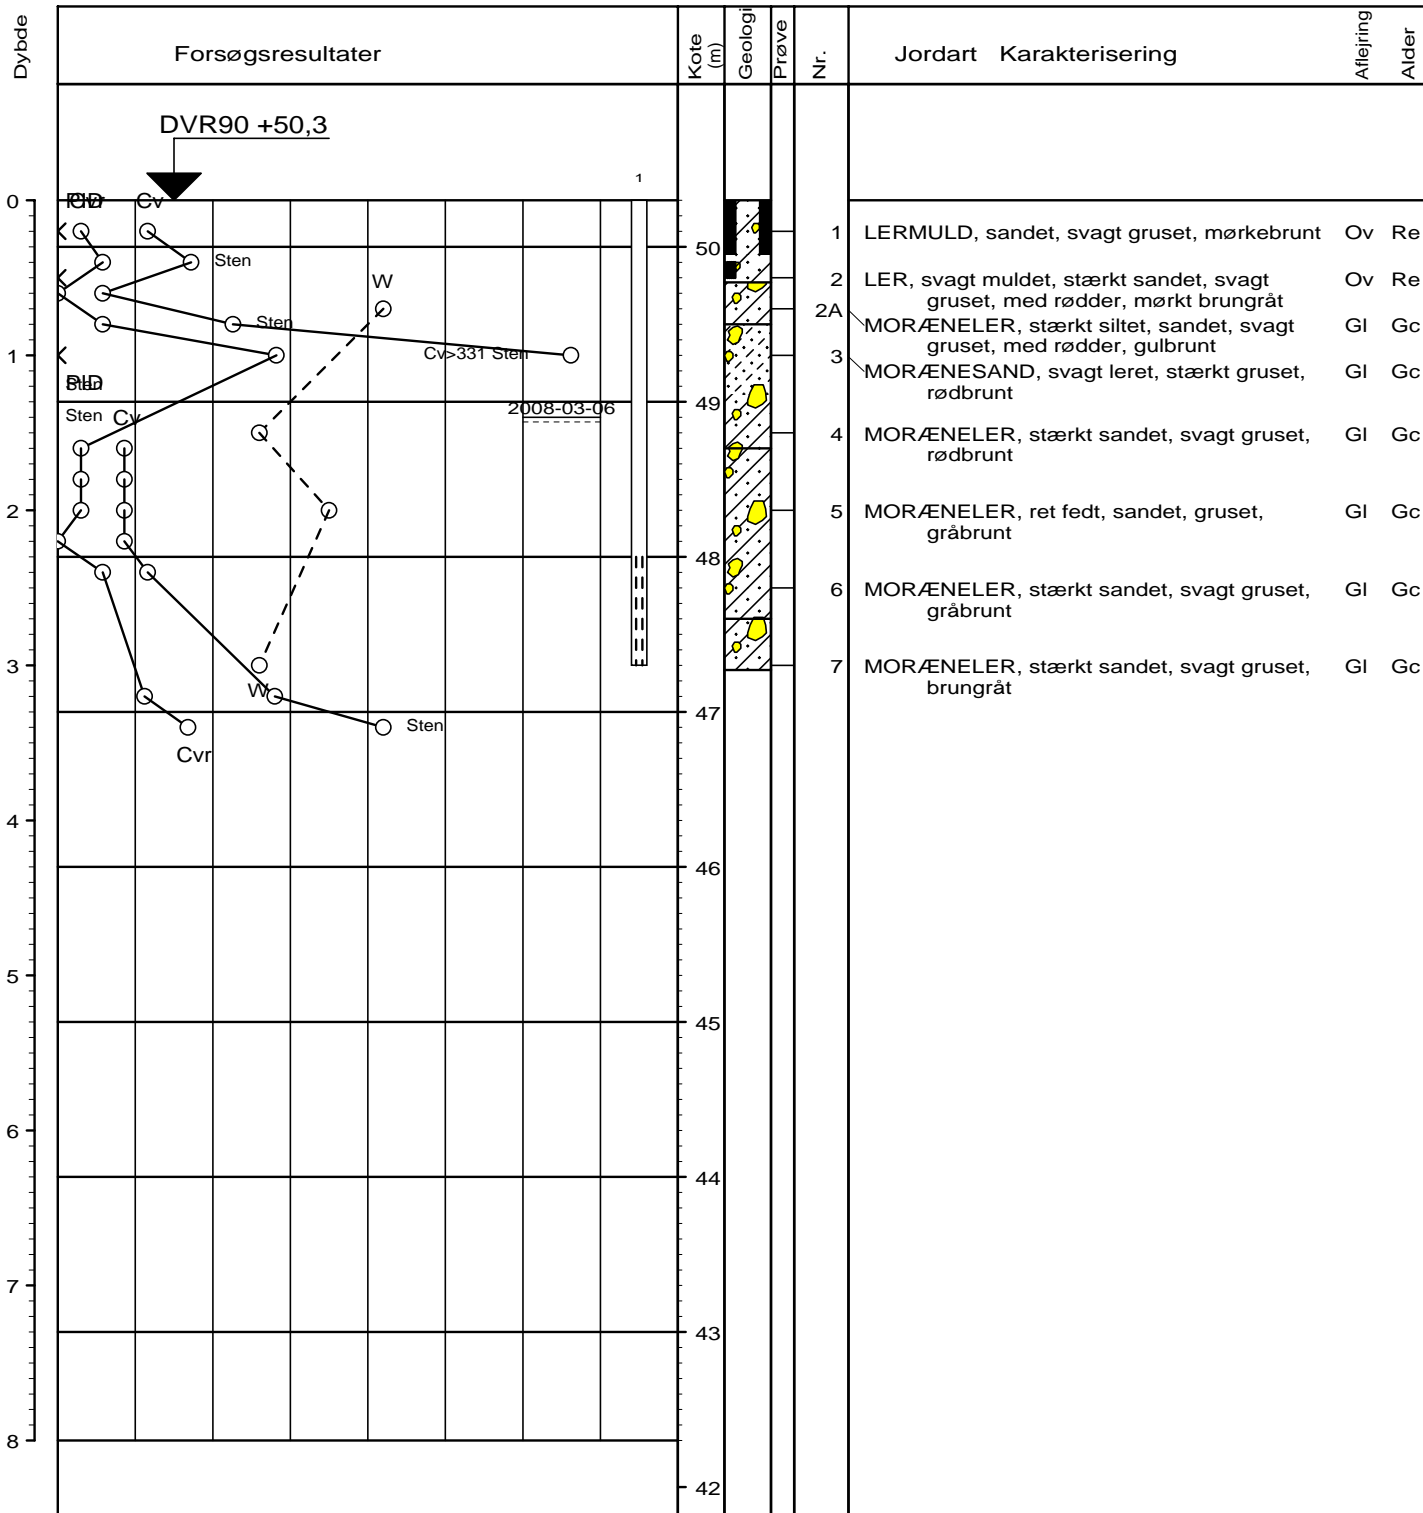 Dybde
Forsøgsresultater
Kote
(m)
Geologi
Prøve
Nr.
Jordart Karakterisering
Aflejring
Alder
DVR90 +50,3
1
0
PID
Cvr
Cv
50
1 LERMULD, sandet, svagt gruset, mørkebrunt Ov Re
Sten
W
2 LER, svagt muldet, stærkt sandet, svagt Ov Re
gruset, med rødder, mørkt brungråt
2A
Sten
MORÆNELER, stærkt siltet, sandet, svagt Gl Gc
gruset, med rødder, gulbrunt
1
Cv>331 Sten
3
MORÆNESAND, svagt leret, stærkt gruset, Gl Gc
rødbrunt
PID
Sten
49
2008-03-06
Sten
Cv
4 MORÆNELER, stærkt sandet, svagt gruset, Gl Gc
rødbrunt
2
5 MORÆNELER, ret fedt, sandet, gruset, Gl Gc
gråbrunt
48
6 MORÆNELER, stærkt sandet, svagt gruset, Gl Gc
gråbrunt
3
7 MORÆNELER, stærkt sandet, svagt gruset, Gl Gc
brungråt
W
47
Sten
Cvr
4
46
5
45
6
44
7
43
8
42